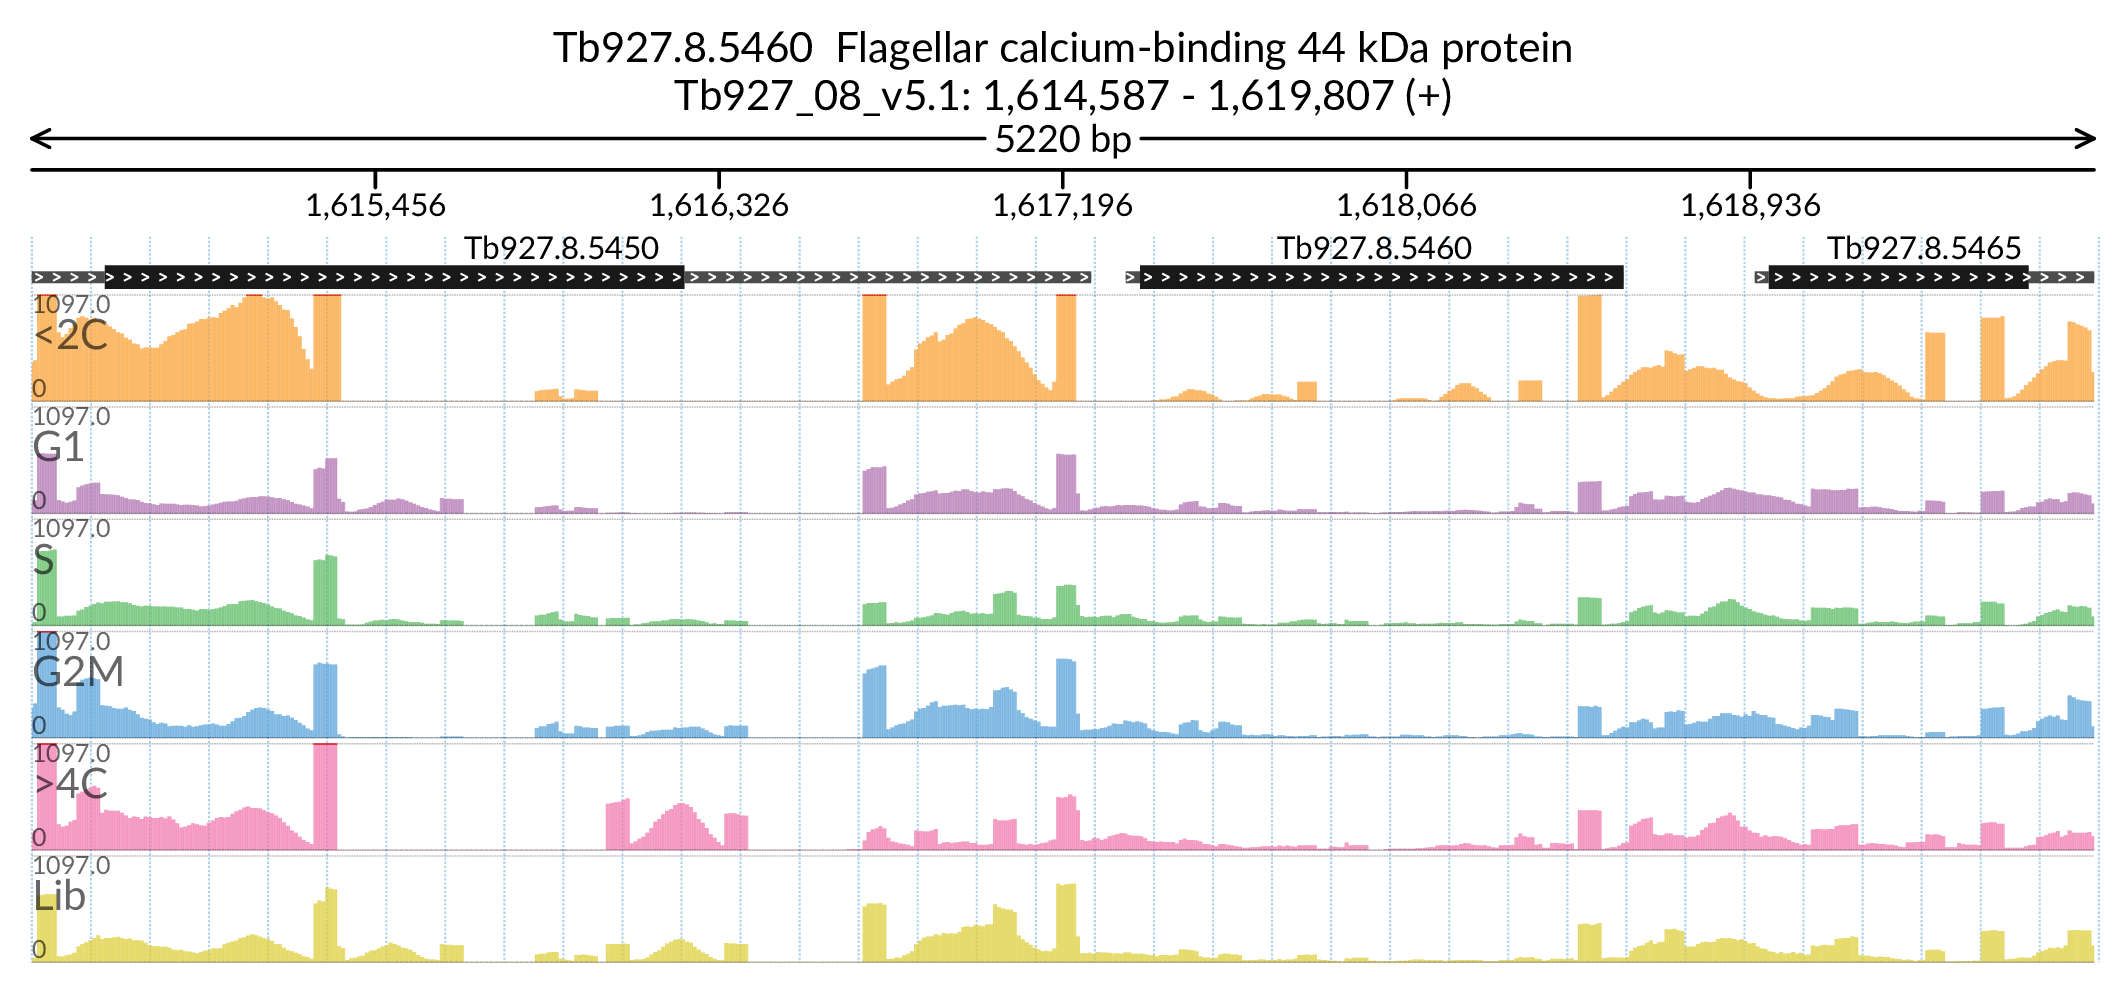 Tb927.8.5460 Flagellar calcium-binding 44 kDa protein
Tb927_08_v5.1: 1,614,587 - 1,619,807 (+)
5220 bp
1,615,456 1,616,326 1,617,196 1,618,066 1,618,936
Tb927.8.5450 Tb927.8.5460 Tb927.8.5465
1097.0
<2C
0
1097.0
G1
0
1097.0
S
0
1097.0
G2M
0
1097.0
>4C
0
1097.0
Lib
0